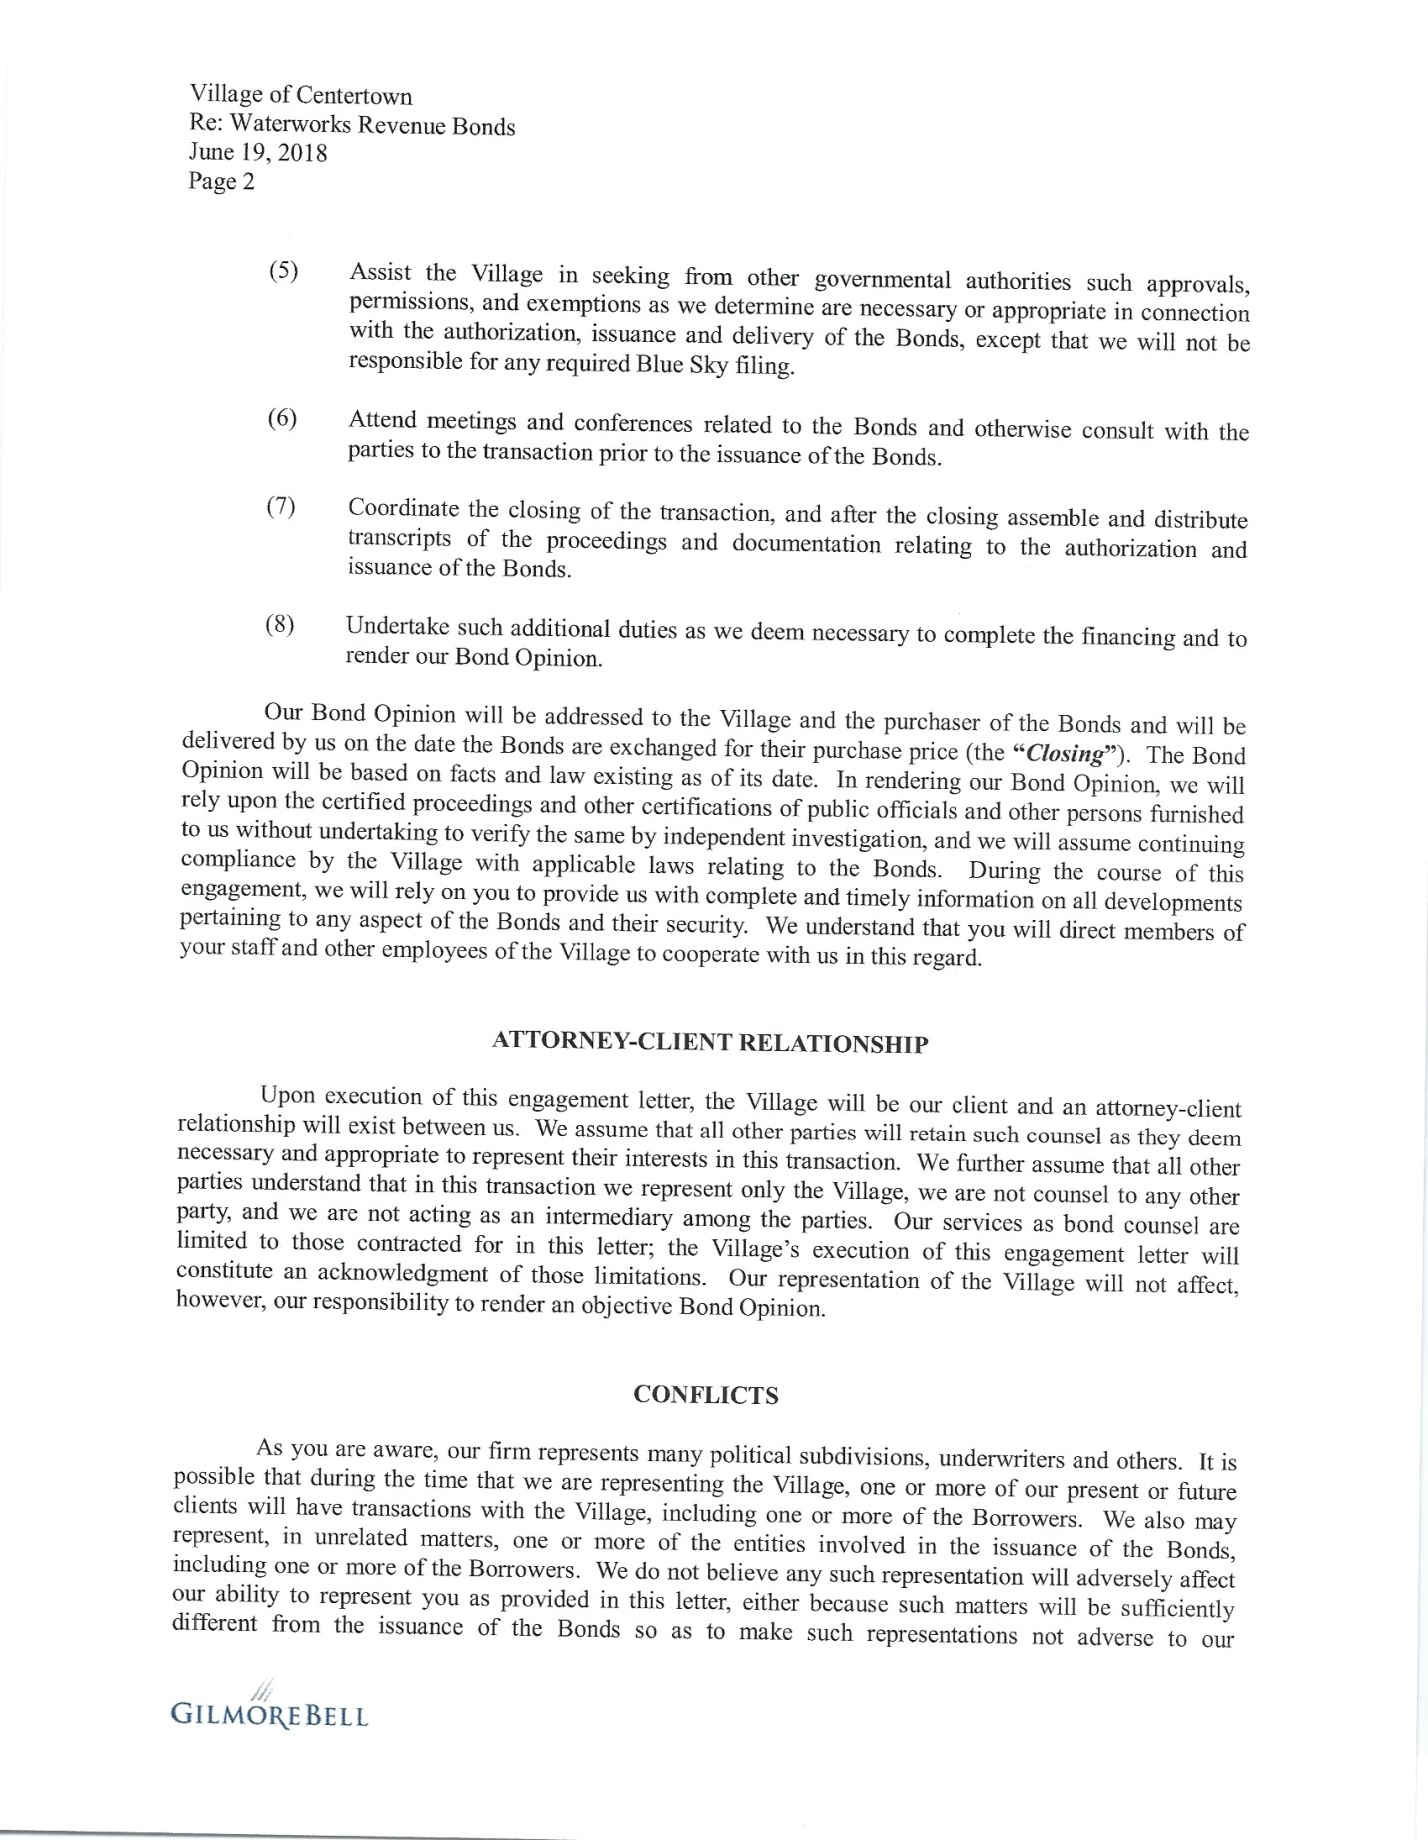 Village of Centertown
Re: Waterworks Revenue Bonds
June 19, 2018
Page 2
(5) Assist the Village in seeking from other governmental authorities such approvals,
permissions, and exemptions as we determine are necessary or appropriate in connection
with the authorization, issuance and delivery of the Bonds, except that we will not be
responsible for any required Blue Sky filing.
(6) Attend meetings and conferences related to the Bonds and otherwise consult with the
parties to the transaction prior to the issuance of the Bonds.
(7) Coordinate the closing of the transaction, and after the closing assemble and distribute
transcripts of the proceedings and documentation relating to the authorization and
issuance of the Bonds.
(8) Undertake such additional duties as we deem necessary to complete the financing and to
render our Bond Opinion.
Our Bond Opinion will be addressed to the Village and the purchaser of the Bonds and will be
delivered by us on the date the Bonds are exchanged for their purchase price (the “Closing”). The Bond
Opinion will be based on facts and law existing as of its date. In rendering our Bond Opinion, we will
rely upon the certified proceedings and other certifications of public officials and other persons furnished
to us without undertaking to verify the same by independent investigation, and we will assume continuing
compliance by the Village with applicable laws relating to the Bonds. During the course of this
engagement, we will rely on you to provide us with complete and timely information on all developments
pertaining to any aspect of the Bonds and their security. We understand that you will direct members of
your staff and other employees of the Village to cooperate with us in this regard.
ATTORNEY-CLIENT RELATIONSHIP
Upon execution of this engagement letter, the Village will be our client and an attorney-client
relationship will exist between us. We assume that all other parties will retain such counsel as they deem
necessary and appropriate to represent their interests in this transaction. We further assume that all other
parties understand that in this transaction we represent only the Village, we are not counsel to any other
party, and we are not acting as an intermediary among the parties. Our services as bond counsel are
limited to those contracted for in this letter; the Village’s execution of this engagement letter will
constitute an acknowledgment of those limitations. Our representation of the Village will not affect,
however, our responsibility to render an objective Bond Opinion.
CONFLICTS
As you are aware, our firm represents many political subdivisions, underwriters and others. It is
possible that during the time that we are representing the Village, one or more of our present or future
clients will have transactions with the Village, including one or more of the Borrowers. We also may
represent, in unrelated matters, one or more of the entities involved in the issuance of the Bonds,
including one or more of the Borrowers. We do not believe any such representation will adversely affect
our ability to represent you as provided in this letter, either because such matters will be sufficiently
different from the issuance of the Bonds so as to make such representations not adverse to our
GILMOREBELL